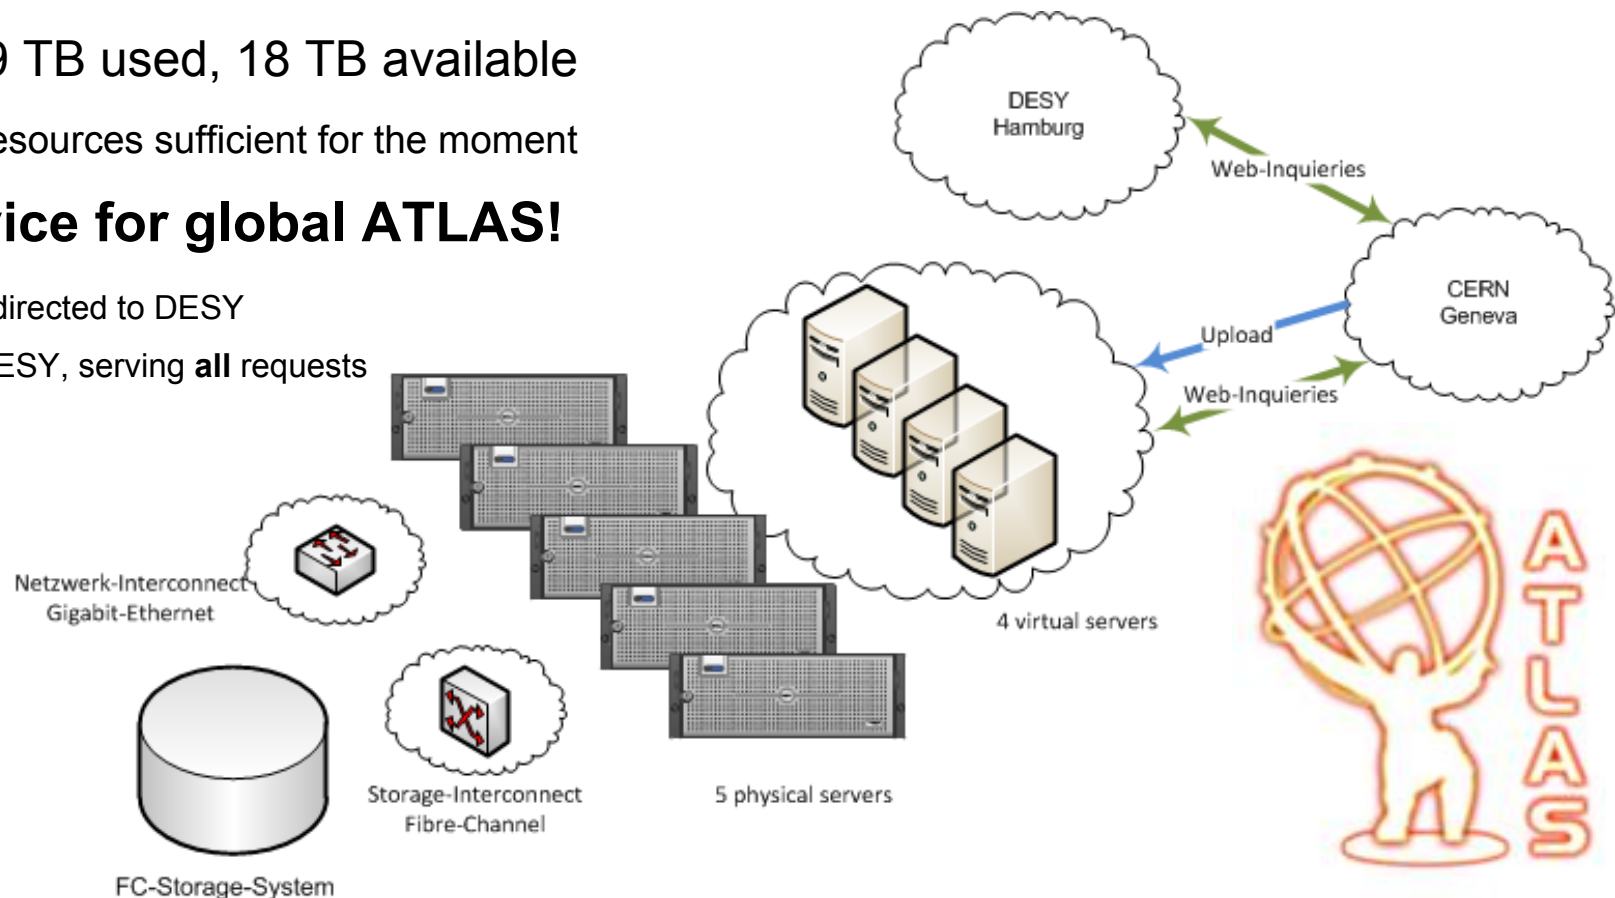 9 TB used, 18 TB available
esources sufficient for the moment
vice for global ATLAS!
directed to DESY
ESY, serving all requests
DESY
Hamburg
Web-Inquieries
CERN
Geneva
Upload
Web-Inquieries
4 virtual servers
Netzwerk-Interconnect
Gigabit-Ethernet
Storage-Interconnect
Fibre-Channel
5 physical servers
FC-Storage-System
ATLAS